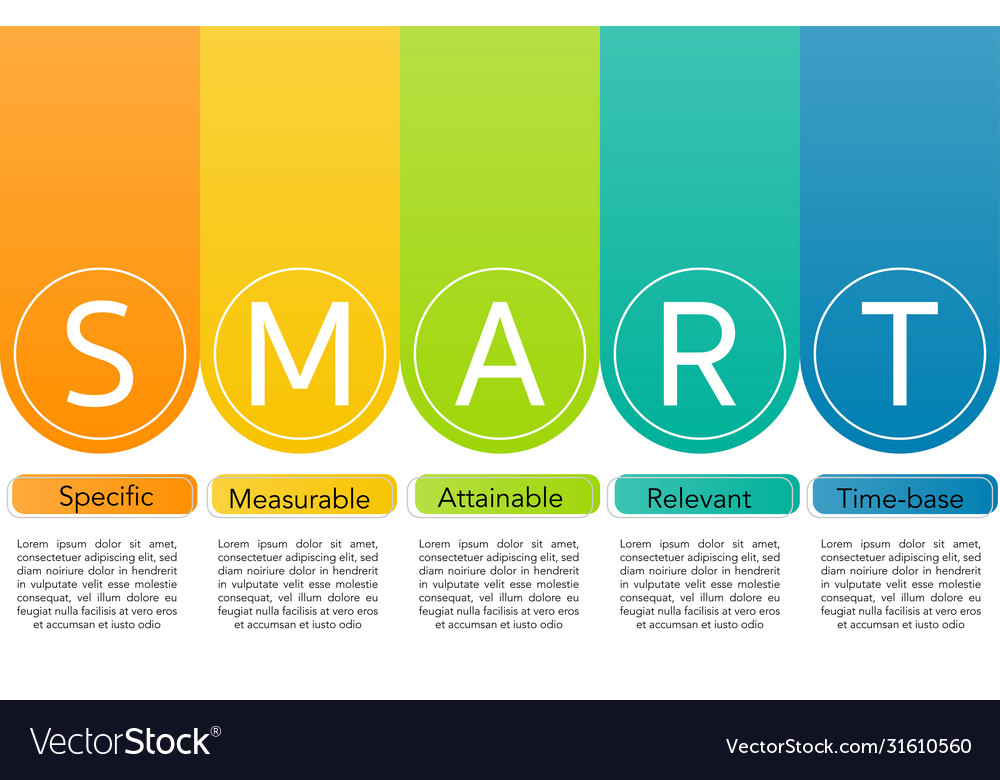 S M A R T
Specific
Measurable
Attainable
Relevant
Time-base
Lorem ipsum dolor sit amet,
consectetuer adipiscing elit, sed
diam noiriure dolor in hendrerit
in vulputate velit esse molestie
consequat, vel illum dolore eu
feugiat nulla facilisis at vero eros
et accumsan et iusto odio
Lorem ipsum dolor sit amet,
consectetuer adipiscing elit, sed
diam noiriure dolor in hendrerit
in vulputate velit esse molestie
consequat, vel illum dolore eu
feugiat nulla facilisis at vero eros
et accumsan et iusto odio
Lorem ipsum dolor sit amet,
consectetuer adipiscing elit, sed
diam noiriure dolor in hendrerit
in vulputate velit esse molestie
consequat, vel illum dolore eu
feugiat nulla facilisis at vero eros
et accumsan et iusto odio
Lorem ipsum dolor sit amet,
consectetuer adipiscing elit, sed
diam noiriure dolor in hendrerit
in vulputate velit esse molestie
consequat, vel illum dolore eu
feugiat nulla facilisis at vero eros
et accumsan et iusto odio
Lorem ipsum dolor sit amet,
consectetuer adipiscing elit, sed
diam noiriure dolor in hendrerit
in vulputate velit esse molestie
consequat, vel illum dolore eu
feugiat nulla facilisis at vero eros
et accumsan et iusto odio
VectorStock®
VectorStock.com/31610560